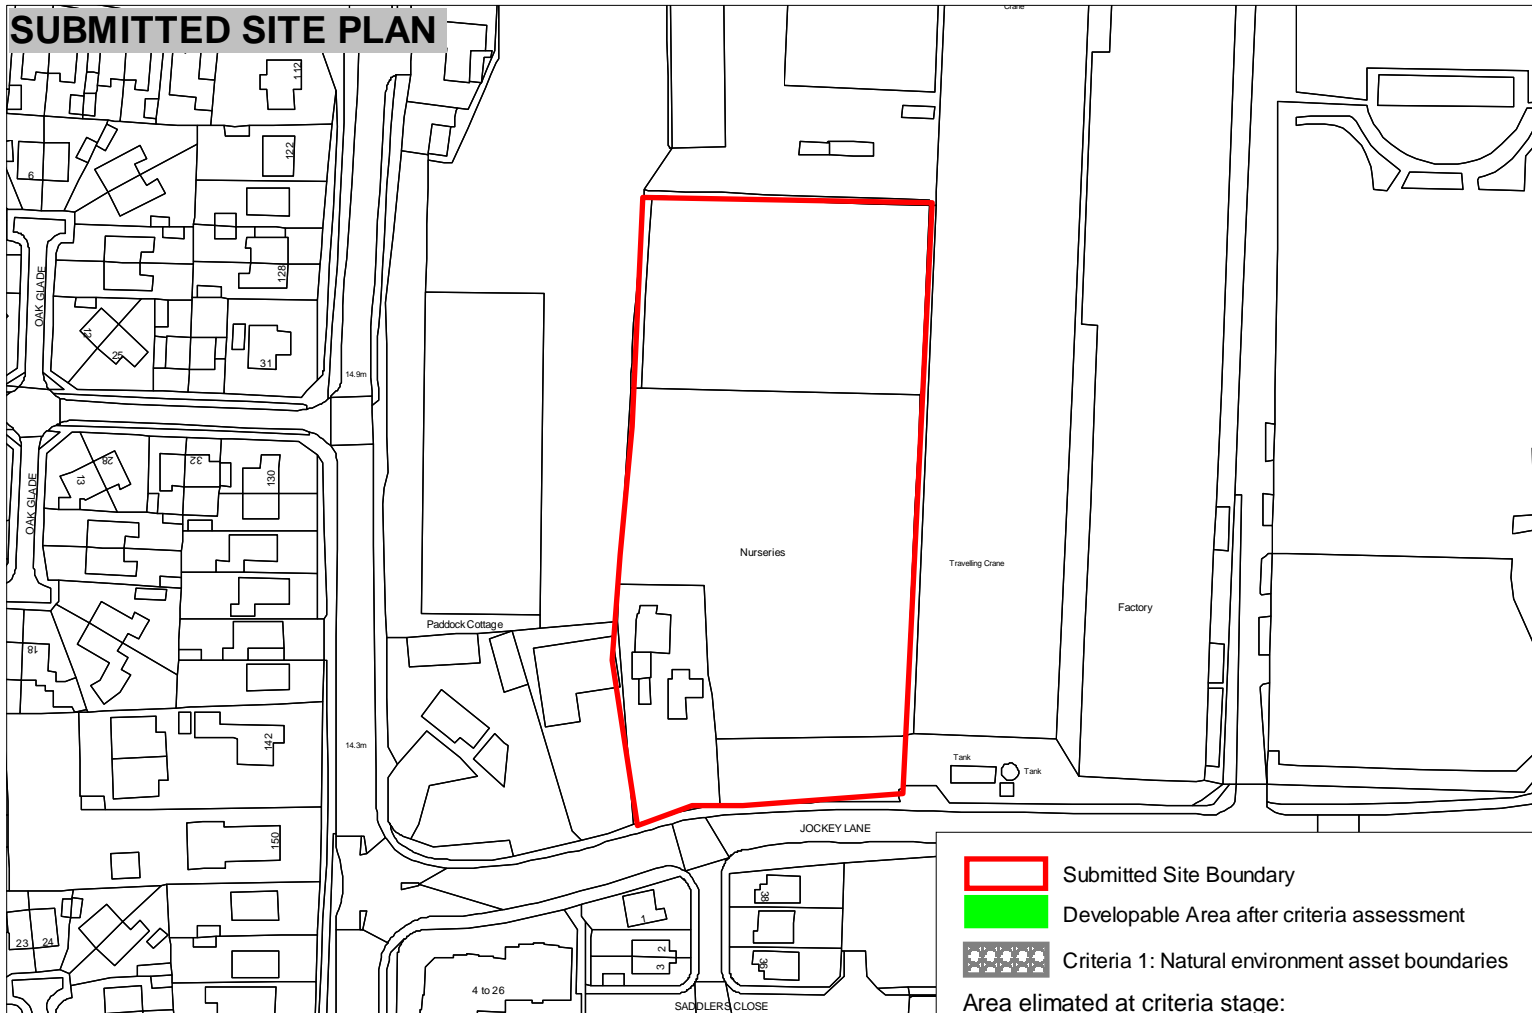 SUBMITTED SITE PLAN
Crane
112
122
6
128
OAK GLADE
12
25
31
14.9m
28
13
32
130
OAK GLADE
Nurseries
Travelling Crane
Factory
Paddock Cottage
18
142
14.3m
Tank
Tank
150
JOCKEY LANE
Submitted Site Boundary
38
1
Developable Area after criteria assessment
23
24
2
3
36
Criteria 1: Natural environment asset boundaries
4 to 26
SADDLERS CLOSE
Area elimated at criteria stage: